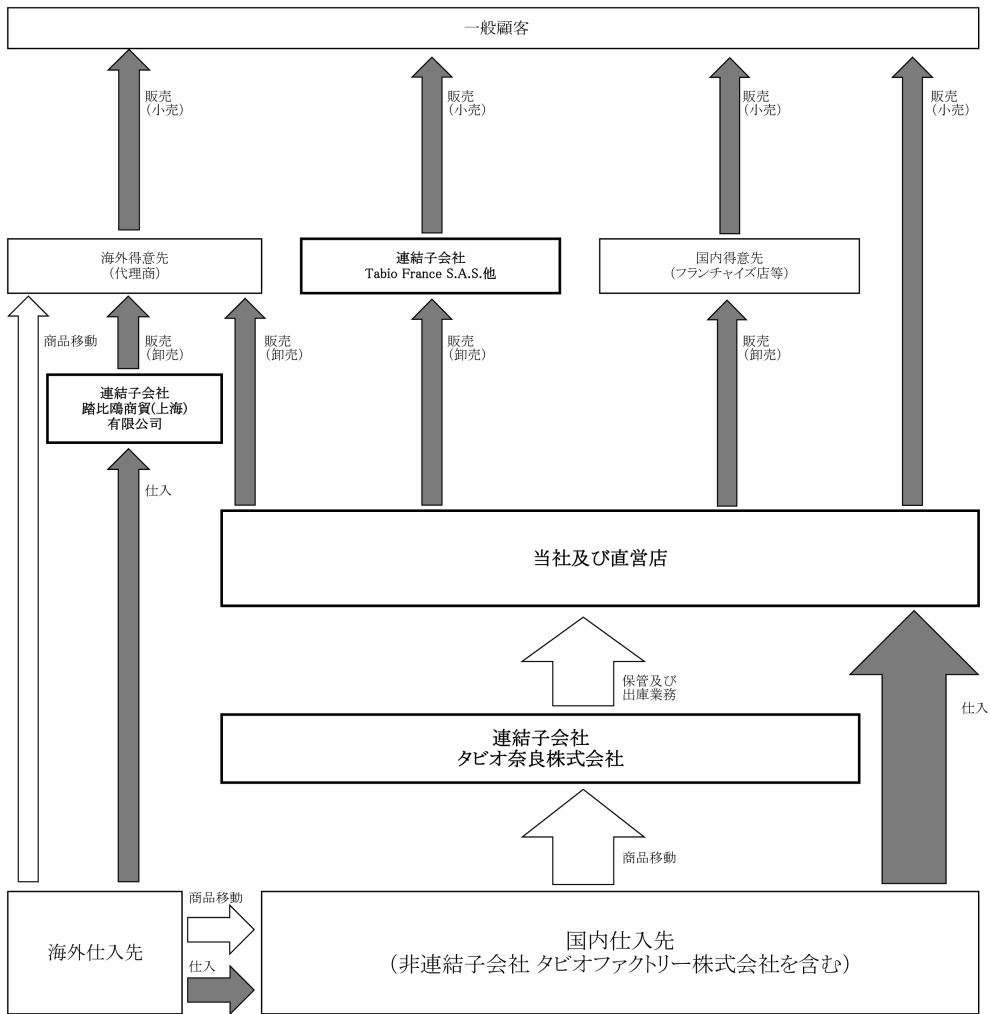 一般顧客
販売
（小売）
販売
（小売）
販売
（小売）
販売
（小売）
海外得意先
（代理商）
連結子会社
Tabio France S.A.S.他
国内得意先
（フランチャイズ店等）
商品移動
販売
（卸売）
販売
（卸売）
販売
（卸売）
販売
（卸売）
連結子会社
踏比鴎商貿(上海)
有限公司
仕入
当社及び直営店
保管及び
出庫業務
仕入
連結子会社
タビオ奈良株式会社
商品移動
商品移動
海外仕入先
仕入
国内仕入先
（非連結子会社 タビオファクトリー株式会社を含む）